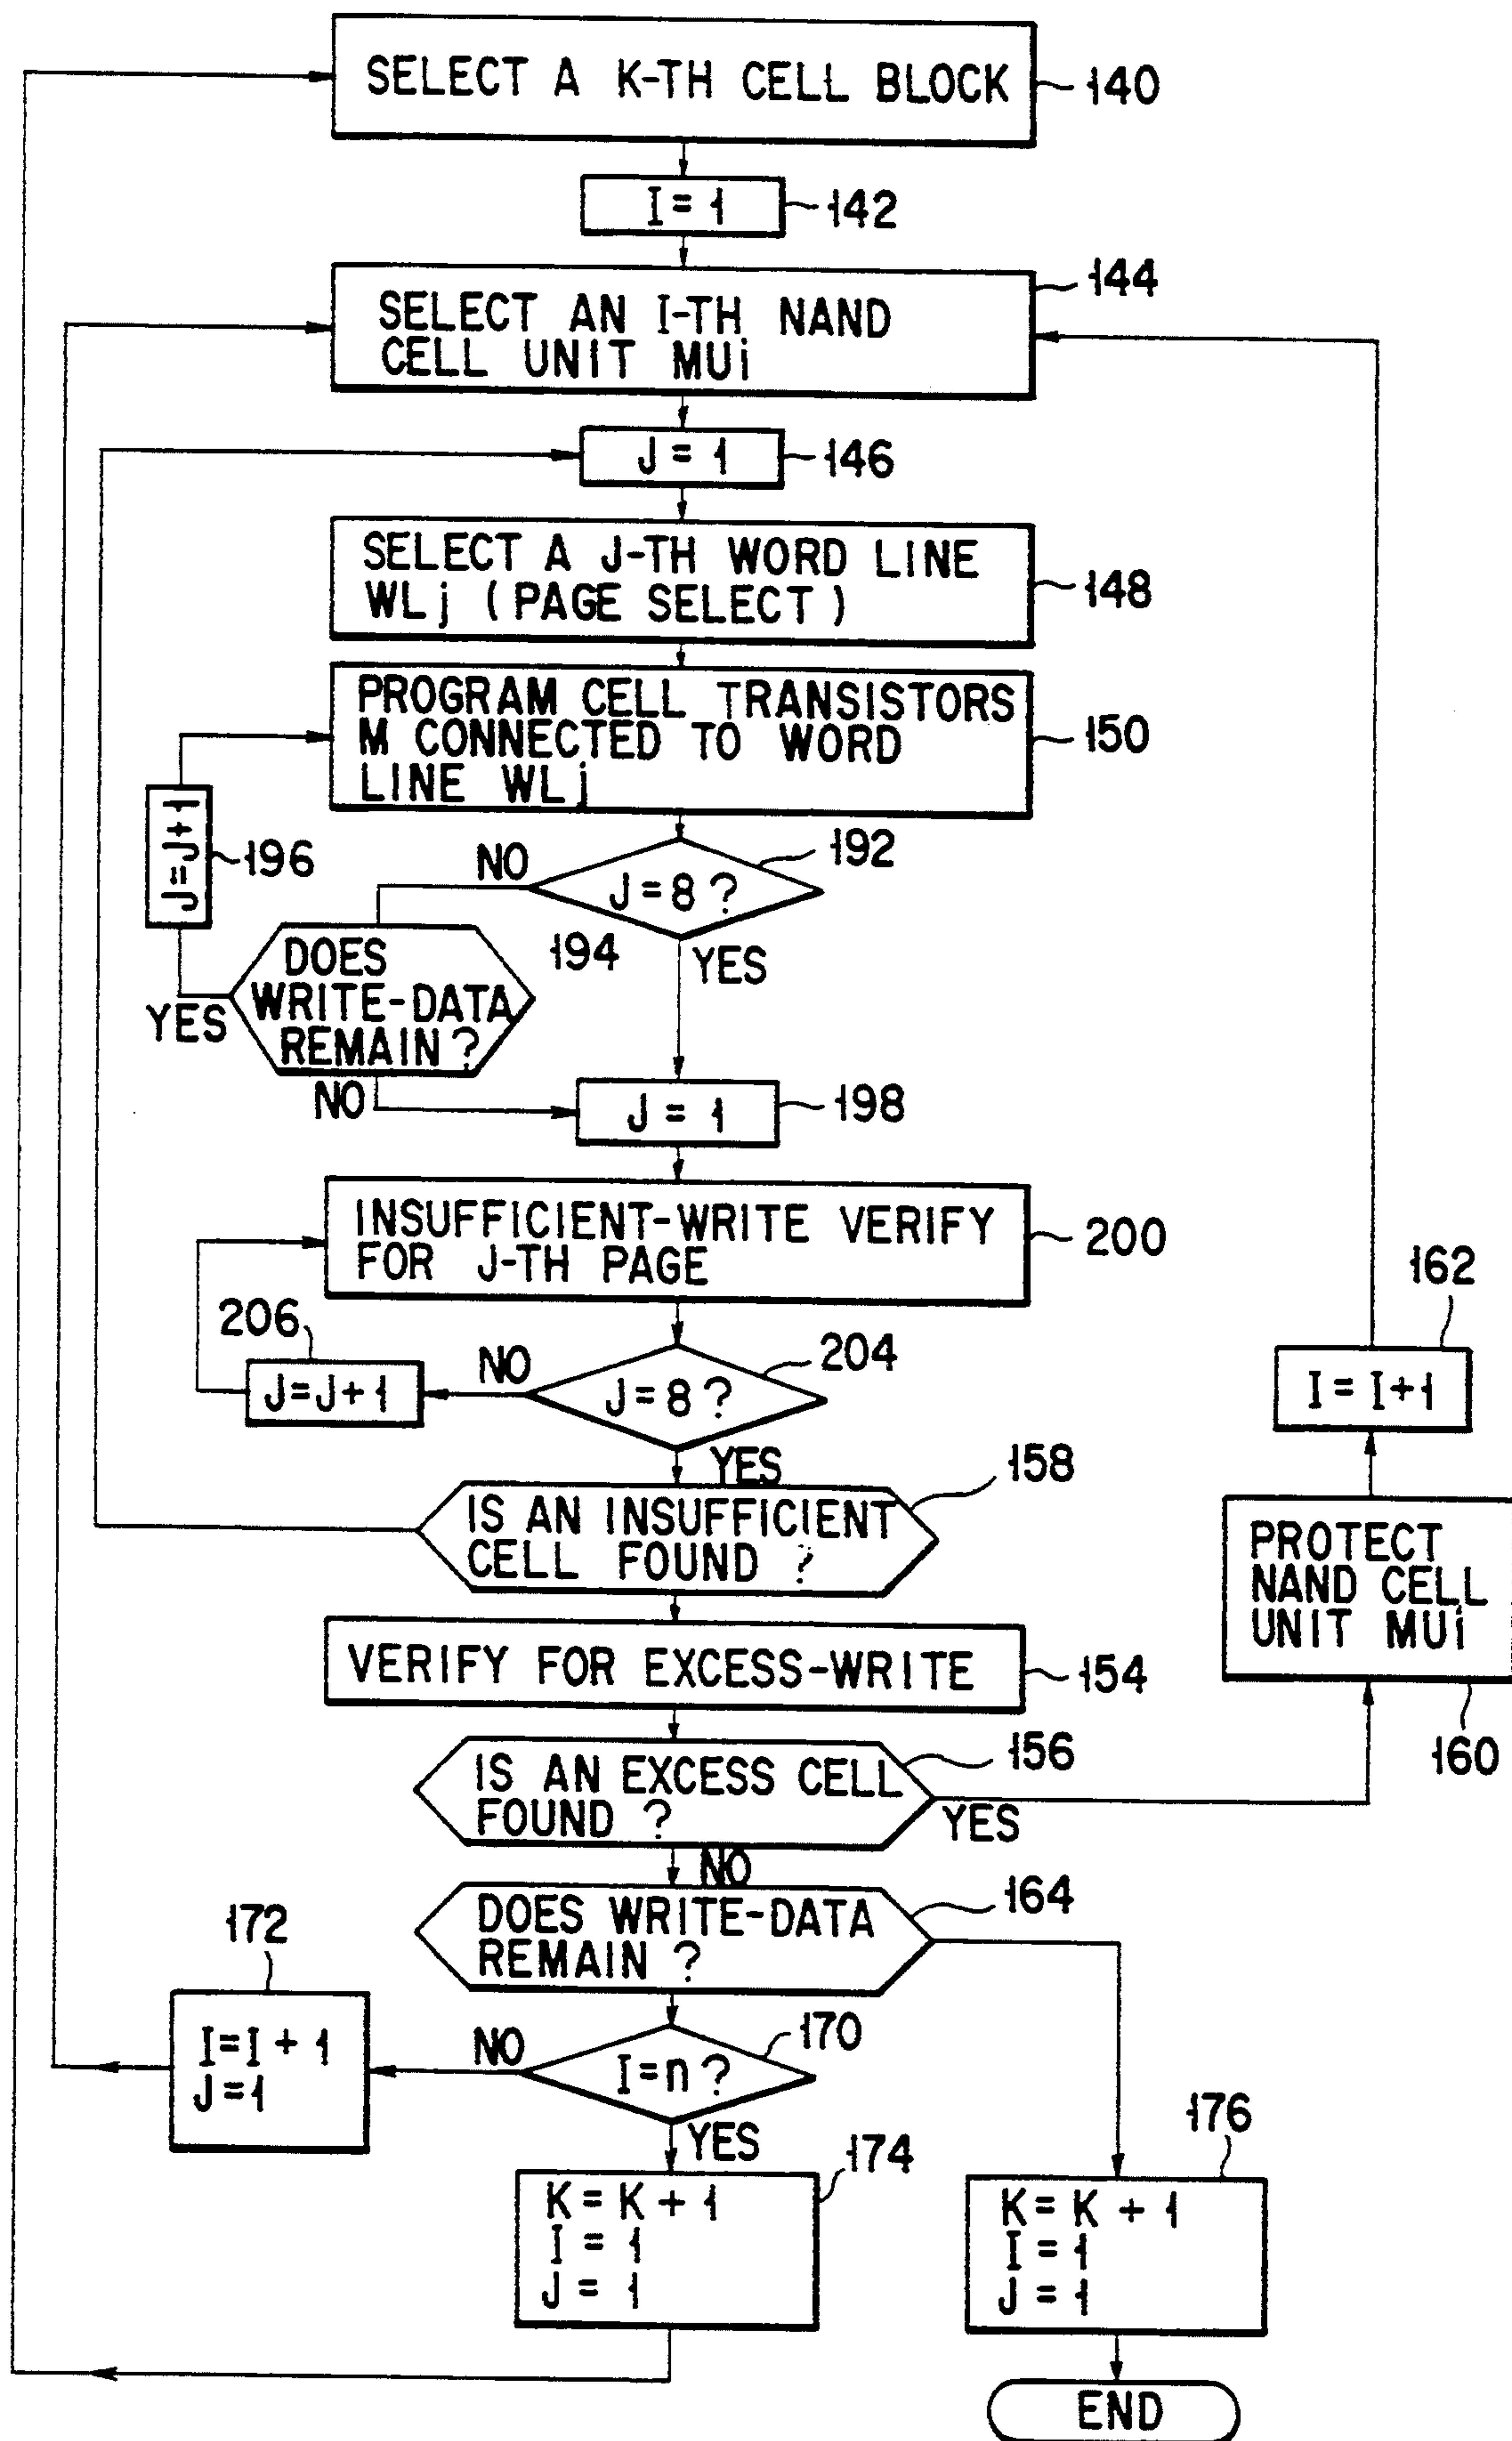 SELECT A K-TH CELL BLOCK
140
I = 1
142
144
SELECT AN I-TH NAND
CELL UNIT MUi
J = 1
146
SELECT A J-TH WORD LINE
WLj (PAGE SELECT)
148
PROGRAM CELL TRANSISTORS
M CONNECTED TO WORD
LINE WLj
150
J=J+1
196
NO
192
J=8?
194
YES
DOES
WRITE-DATA
REMAIN?
YES
NO
J = 1
198
INSUFFICIENT-WRITE VERIFY
FOR J-TH PAGE
200
162
206
NO
204
J=J+1
J=8?
I = I+1
YES
158
IS AN INSUFFICIENT
CELL FOUND ?
PROTECT
NAND CELL
UNIT MUi
VERIFY FOR EXCESS-WRITE
154
160
156
IS AN EXCESS CELL
FOUND ?
YES
NO
164
DOES WRITE-DATA
REMAIN ?
172
170
I=I + 1
J=1
NO
I=n?
176
YES
174
K= K + 1
I = 1
J = 1
K= K + 1
I = 1
J = 1
END